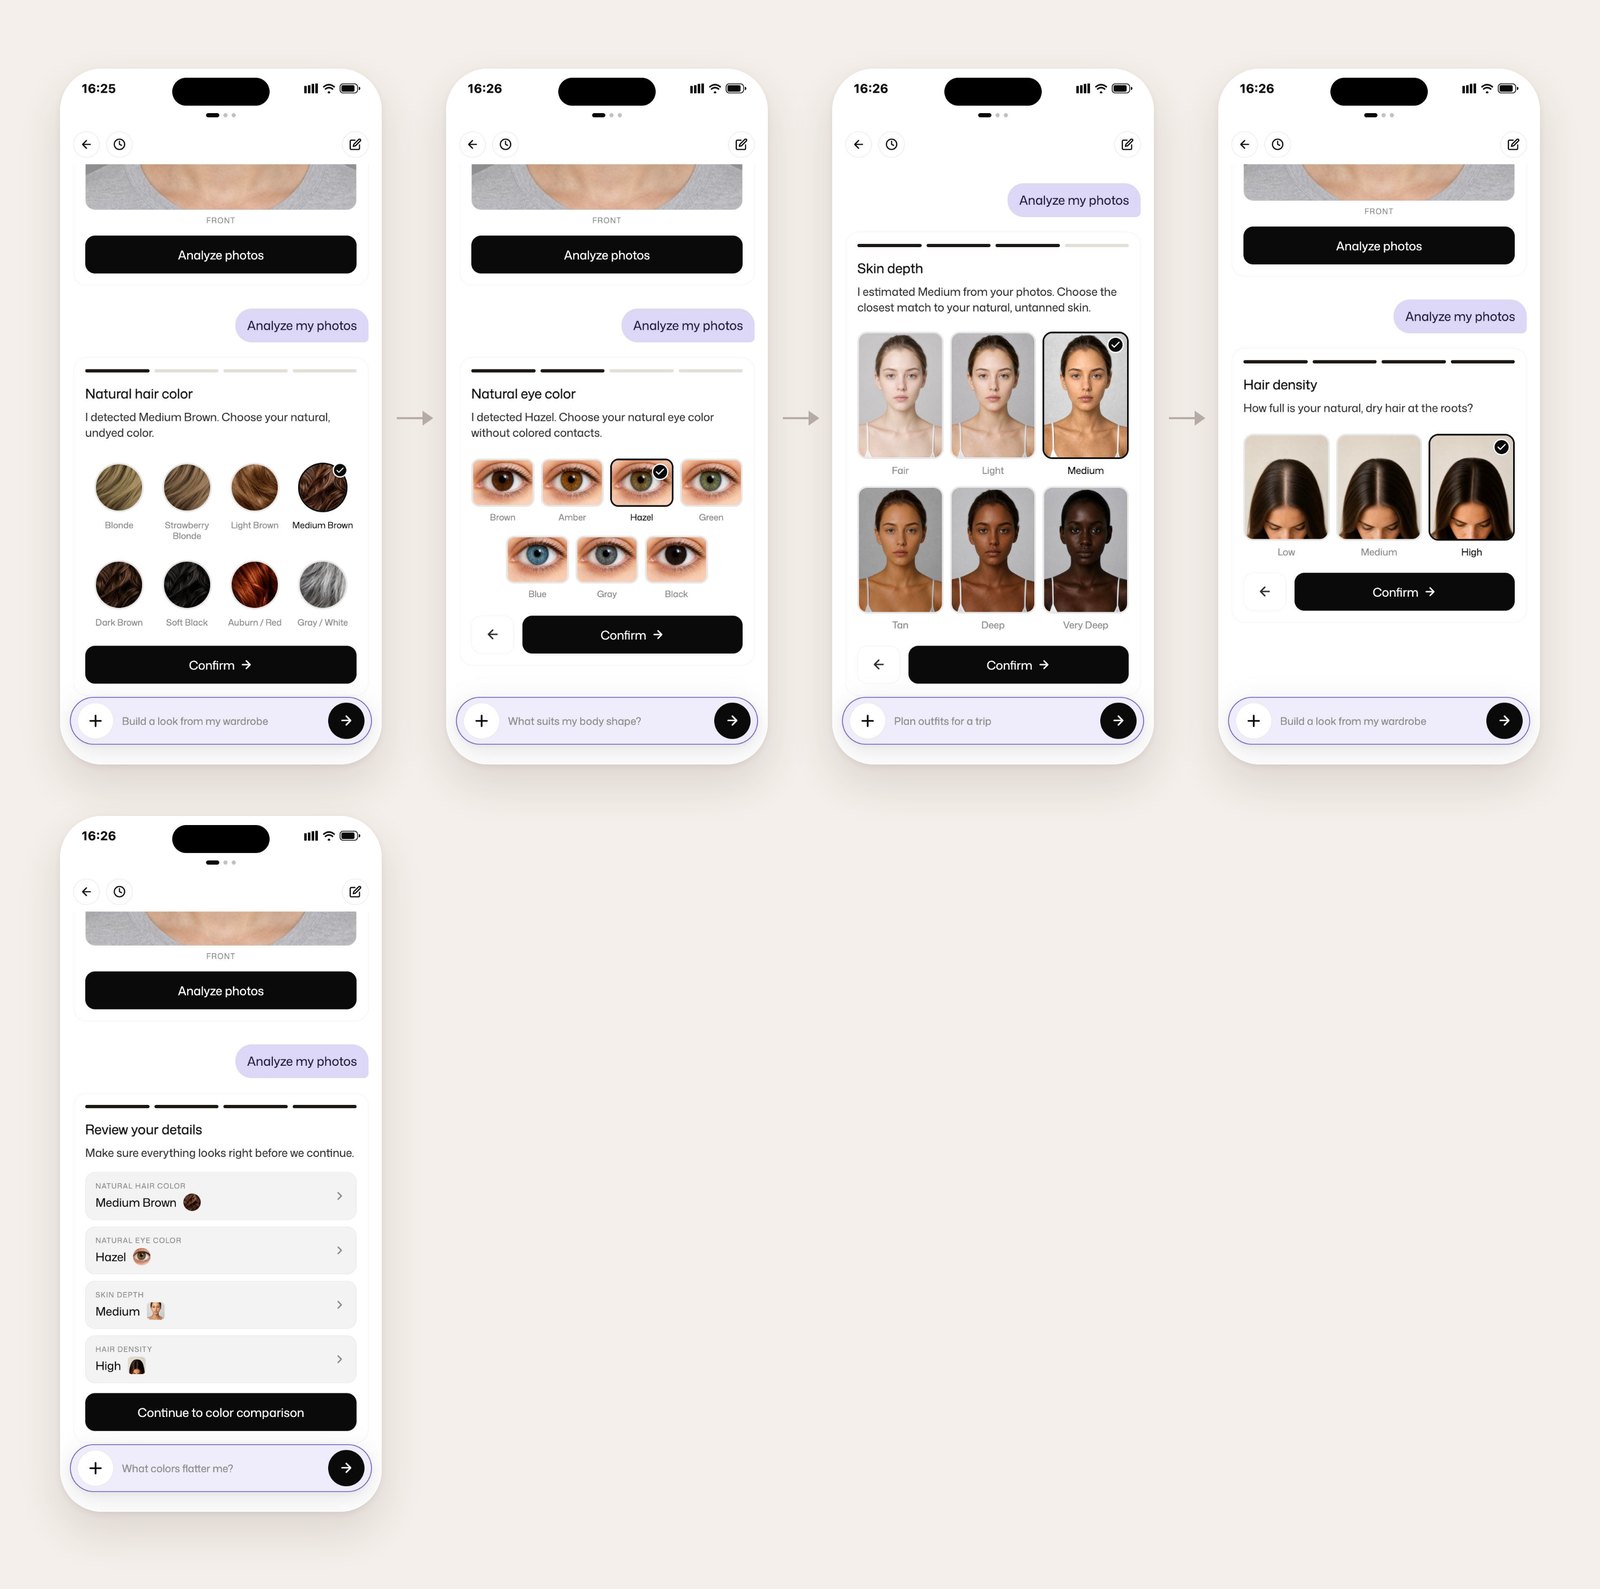 16:25
FRONT
Analyze photos
Analyze my photos
Natural hair color
I detected Medium Brown. Choose your natural,
undyed color.
Blonde
Strawberry
Blonde
Light Brown
Medium Brown
Dark Brown
Soft Black
Auburn / Red
Gray / White
Confirm
Build a look from my wardrobe
16:26
FRONT
Analyze photos
Analyze my photos
Natural eye color
I detected Hazel. Choose your natural eye color
without colored contacts.
Brown
Amber
Hazel
Green
Blue
Gray
Black
Confirm
What suits my body shape?
16:26
Analyze my photos
Skin depth
I estimated Medium from your photos. Choose the
closest match to your natural, untanned skin.
Fair
Light
Medium
Tan
Deep
Very Deep
Confirm
Plan outfits for a trip
16:26
FRONT
Analyze photos
Analyze my photos
Hair density
How full is your natural, dry hair at the roots?
Low
Medium
High
Confirm
Build a look from my wardrobe
16:26
FRONT
Analyze photos
Analyze my photos
Review your details
Make sure everything looks right before we continue.
NATURAL HAIR COLOR
Medium Brown
NATURAL EYE COLOR
Hazel
SKIN DEPTH
Medium
HAIR DENSITY
High
Continue to color comparison
What colors flatter me?